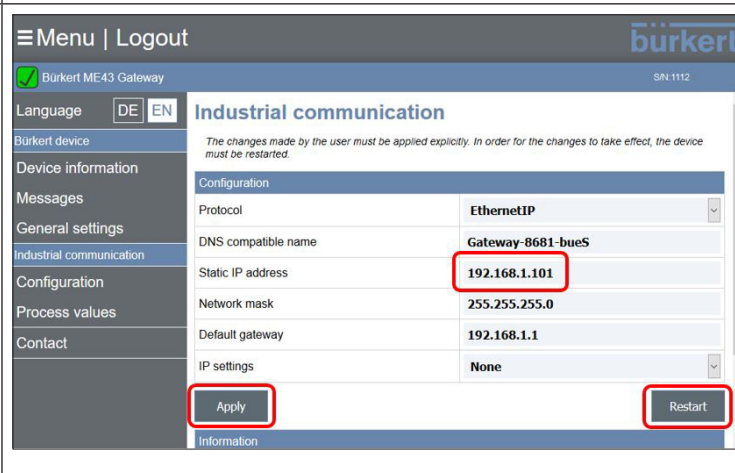 ≡Menu | Logout
bürkert
Bürkert ME43 Gateway
S/N:1112
Language DE EN
Bürkert device
Device information
Messages
General settings
Industrial communication
Configuration
Process values
Contact
Industrial communication
The changes made by the user must be applied explicitly. In order for the changes to take effect, the device
must be restarted.
Configuration
Protocol EthernetIP
DNS compatible name Gateway-8681-bueS
Static IP address 192.168.1.101
Network mask 255.255.255.0
Default gateway 192.168.1.1
IP settings None
Apply Restart
Information